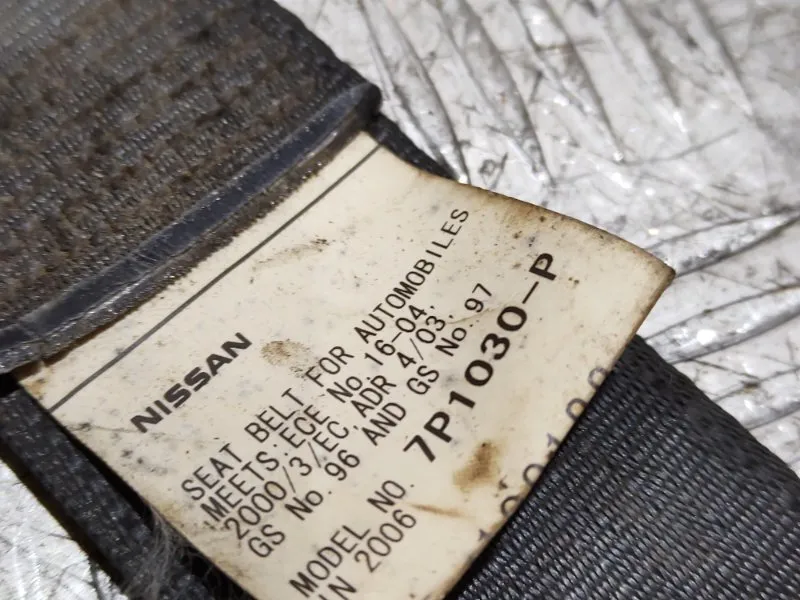 NISSAN
SEAT BELT FOR AUTOMOBILES
MEETS:ECE No.16-04,
2000/3/EC,ADR 4/03,
GS No.96 AND GS No.97
MODEL NO. 7P1030-P
2006